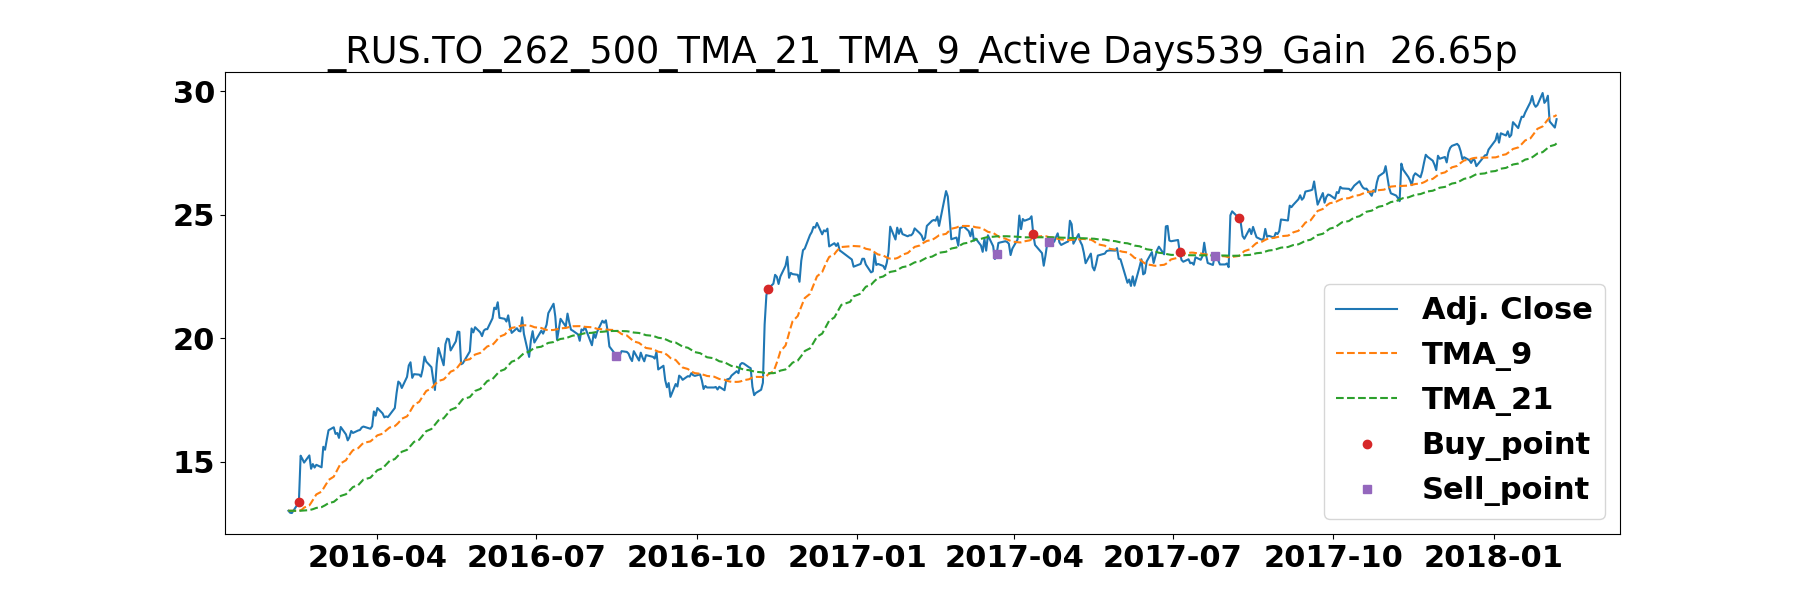 _RUS.TO_262_500_TMA_21_TMA_9_Active Days539_Gain  26.65p
30
25
20
15
Adj. Close
TMA_9
TMA_21
Buy_point
Sell_point
2016-04 2016-07 2016-10 2017-01 2017-04 2017-07 2017-10 2018-01